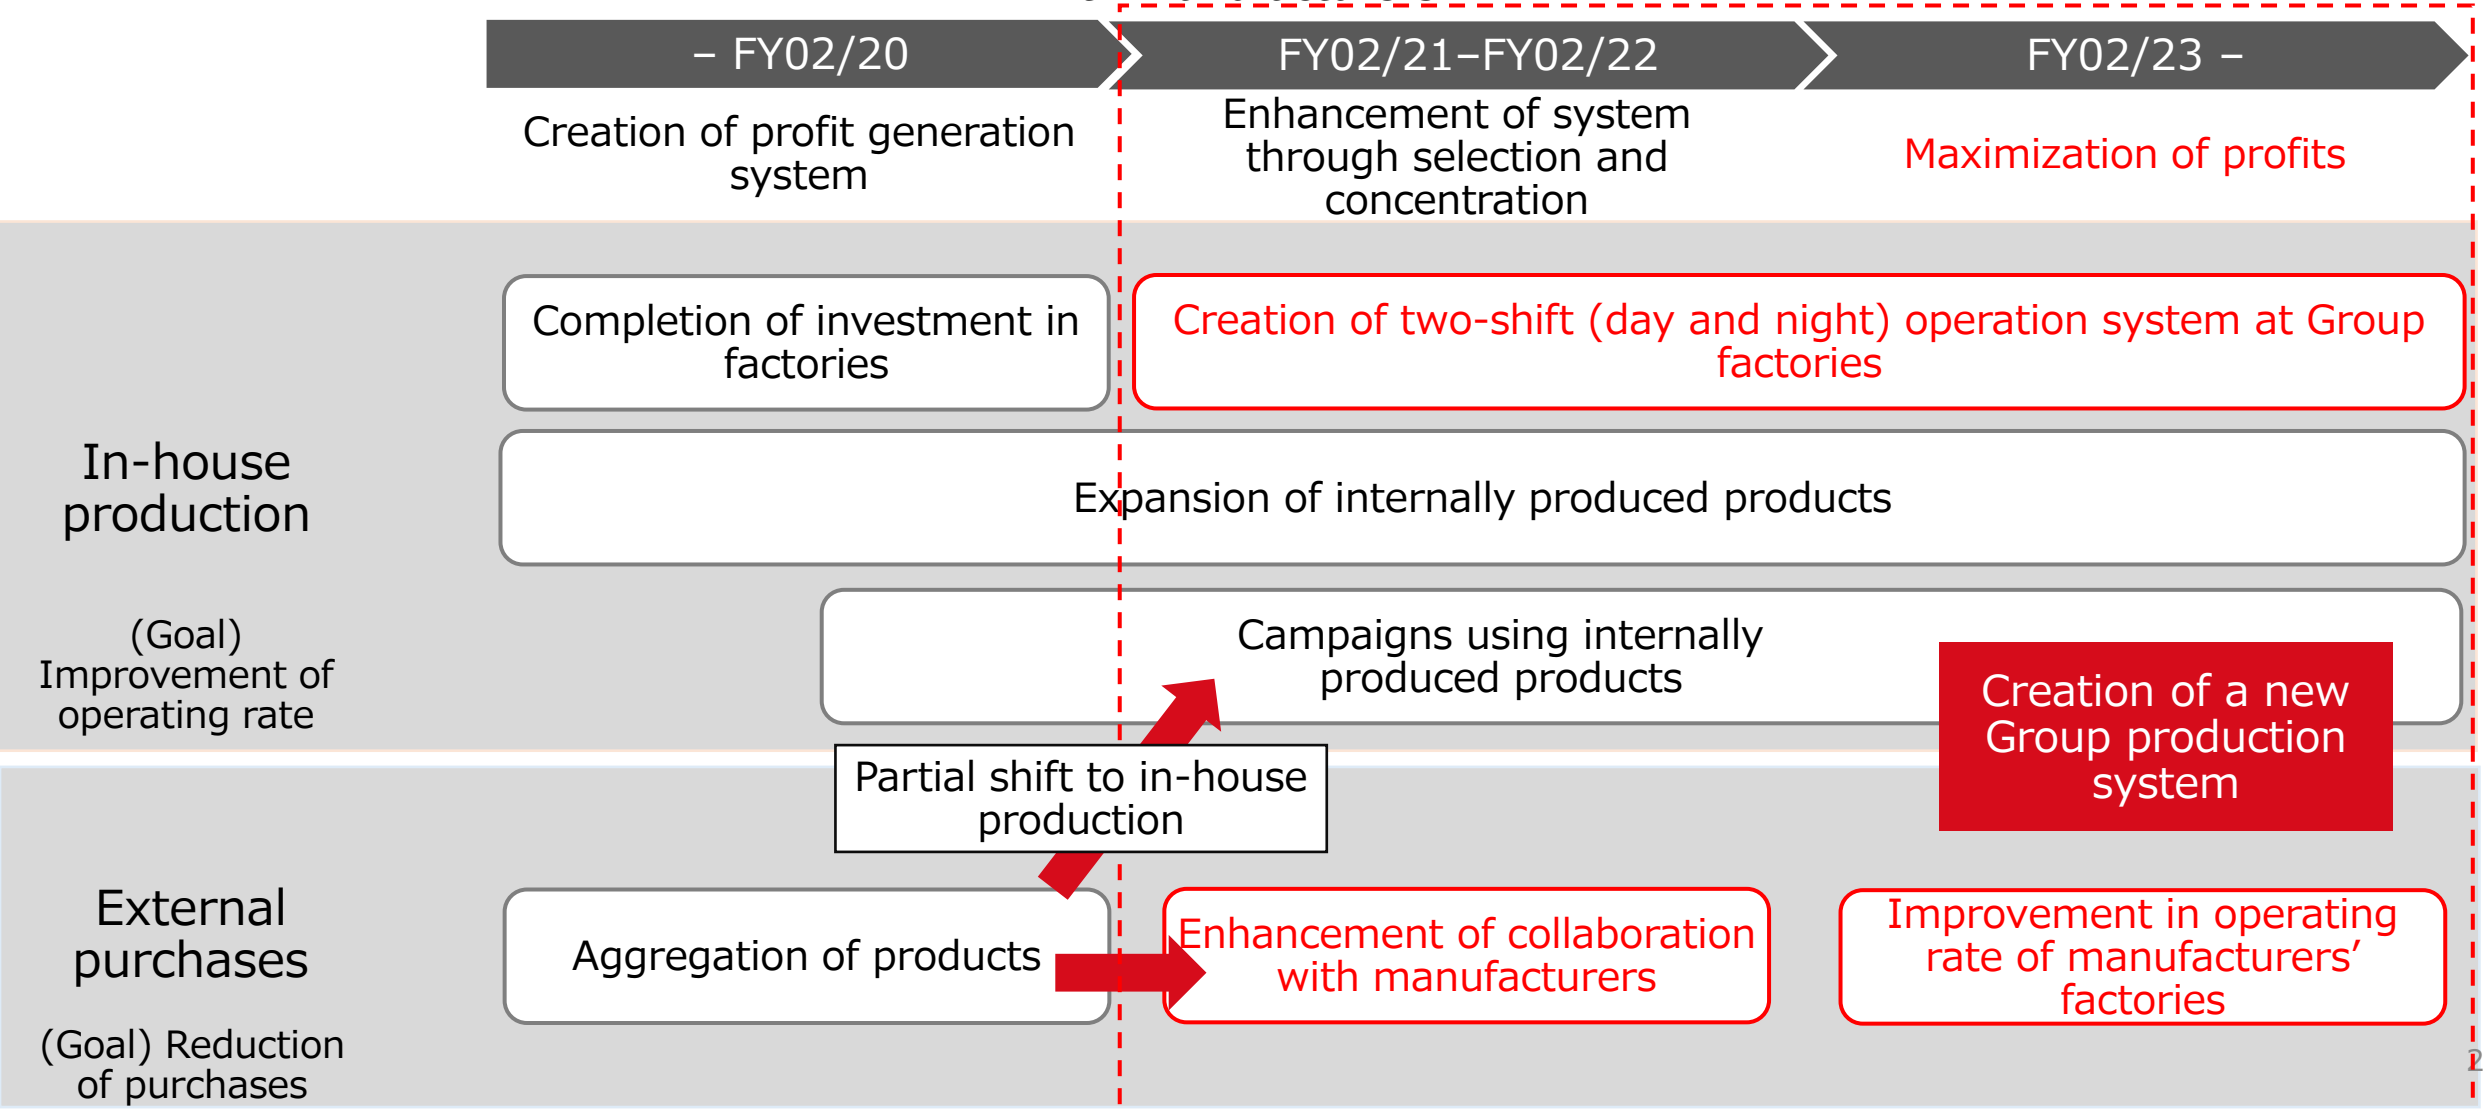 – FY02/20
FY02/21–FY02/22
FY02/23 –
Creation of profit generation
system
Enhancement of system
through selection and
concentration
Maximization of profits
In-house
production
(Goal)
Improvement of
operating rate
Completion of investment in
factories
Creation of two-shift (day and night) operation system at Group
factories
Expansion of internally produced products
Campaigns using internally
produced products
Creation of a new
Group production
system
Partial shift to in-house
production
External
purchases
(Goal) Reduction
of purchases
Aggregation of products
Enhancement of collaboration
with manufacturers
Improvement in operating
rate of manufacturers’
factories
2